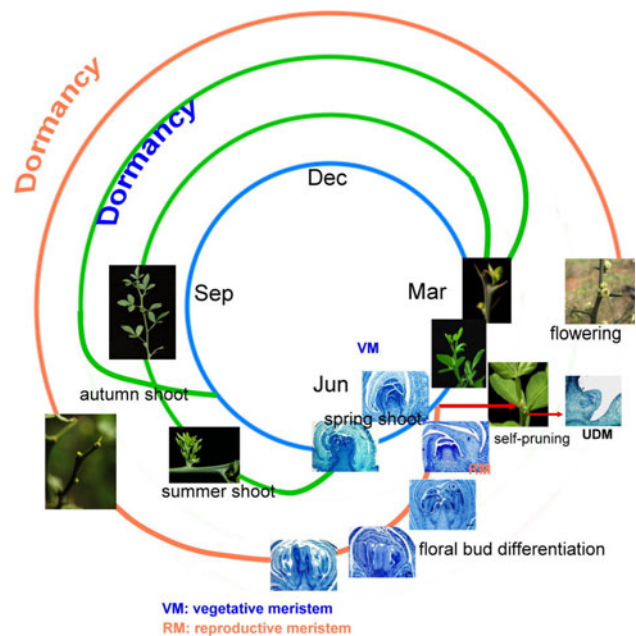 Dormancy
Dormancy
Dec
Sep
Mar
flowering
VM
Jun
autumn shoot
spring shoot
self-pruning
UDM
summer shoot
RM
floral bud differentiation
VM: vegetative meristem
RM: reproductive meristem